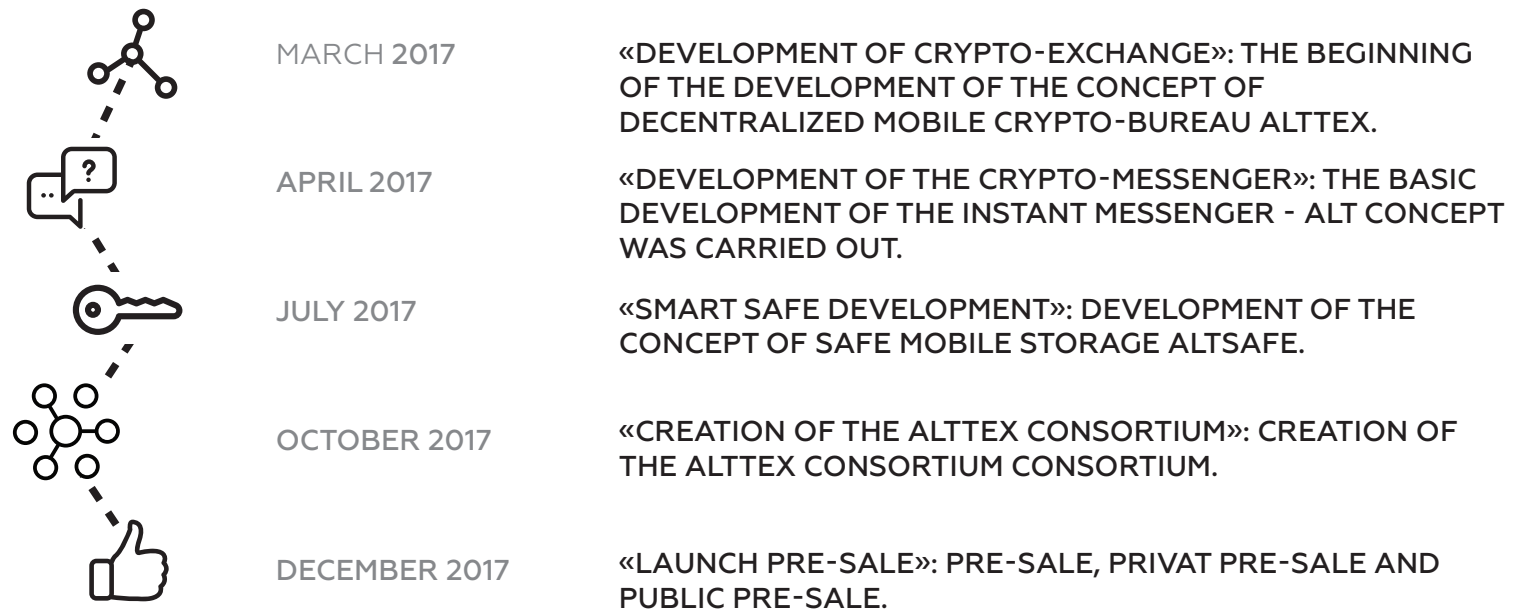 MARCH 2017
«DEVELOPMENT OF CRYPTO-EXCHANGE»: THE BEGINNING
OF THE DEVELOPMENT OF THE CONCEPT OF
DECENTRALIZED MOBILE CRYPTO-BUREAU ALTTEX.
?
APRIL 2017
«DEVELOPMENT OF THE CRYPTO-MESSENGER»: THE BASIC
DEVELOPMENT OF THE INSTANT MESSENGER - ALT CONCEPT
WAS CARRIED OUT.
JULY 2017
«SMART SAFE DEVELOPMENT»: DEVELOPMENT OF THE
CONCEPT OF SAFE MOBILE STORAGE ALTSAFE.
OCTOBER 2017
«CREATION OF THE ALTTEX CONSORTIUM»: CREATION OF
THE ALTTEX CONSORTIUM CONSORTIUM.
DECEMBER 2017
«LAUNCH PRE-SALE»: PRE-SALE, PRIVAT PRE-SALE AND
PUBLIC PRE-SALE.